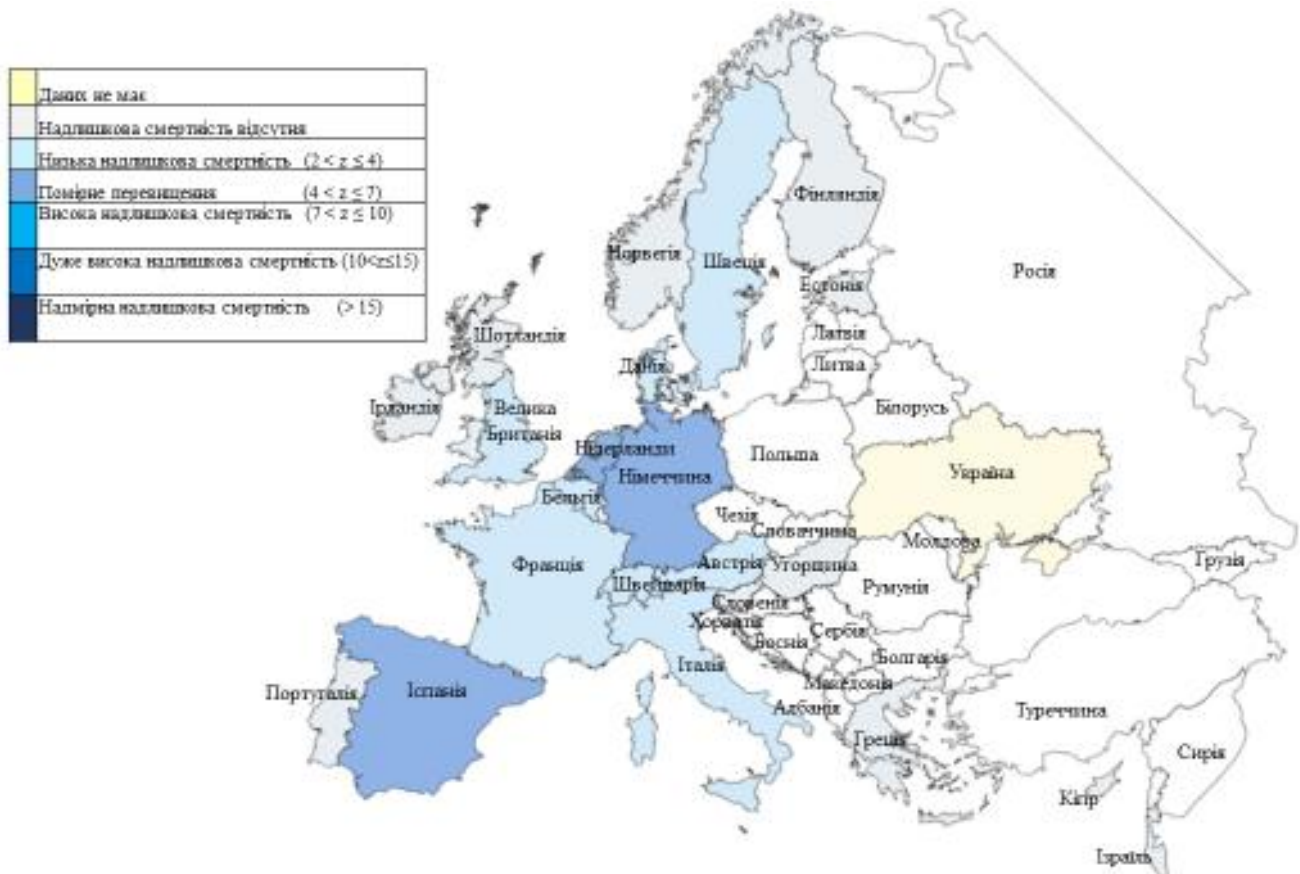 Даних не має
Надлишкова смертність відсутня
Низька надлишкова смертність (2 < z ≤ 4)
Помірне перевищення (4 < z ≤ 7)
Висока надлишкова смертність (7 < z ≤ 10)
Дуже висока надлишкова смертність (10<z≤15)
Надмірна надлишкова смертність (> 15)
Фінляндія
Норвегія
Швеція
Росія
Естонія
Шотландія
Латвія
Данія
Литва
Ірландія
Велика
Британія
Білорусь
Нідерланди
Польша
Німеччина
Україна
Бельгія
Чехія
Словаччина
Молдова
Франція
Австрія
Угорщина
Грузія
Швейцарія
Румунія
Словенія
Хорватія
Боснія
Сербія
Болгарія
Італія
Македонія
Португалія
Іспанія
Албанія
Туреччина
Греція
Сирія
Кіпр
Ізраїль